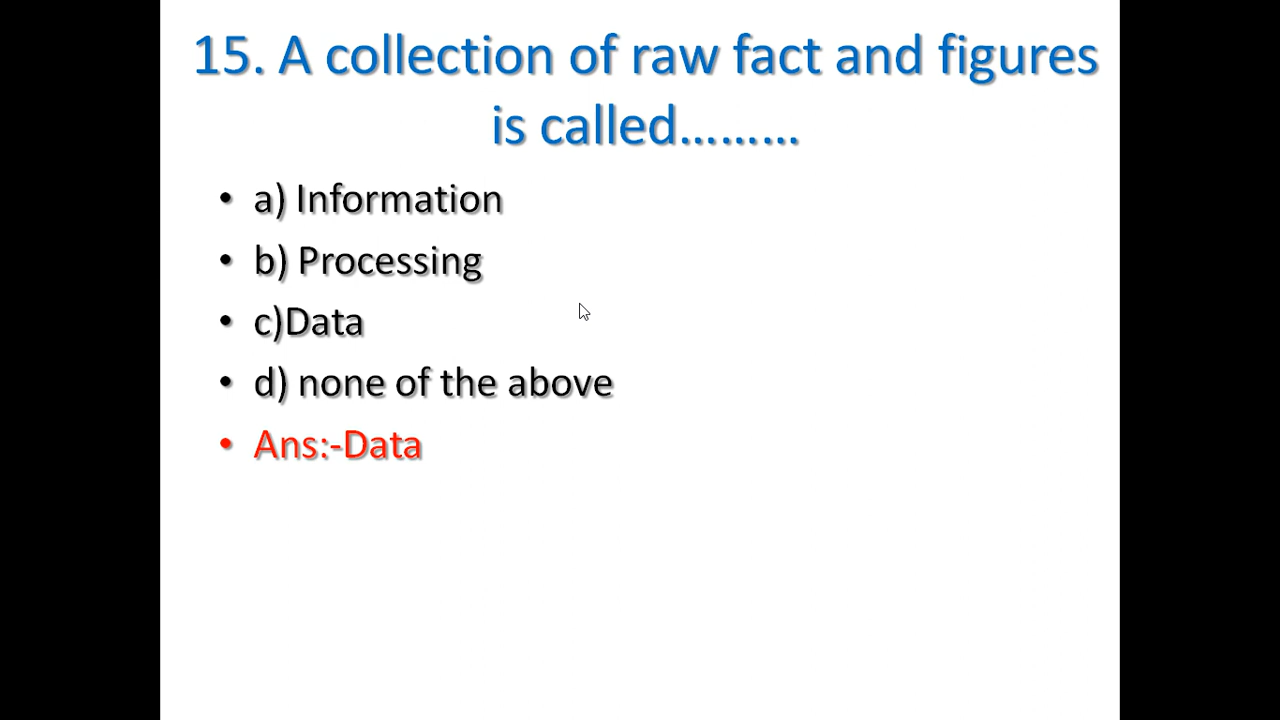 15. A collection of raw fact and figures
is called………
• a) Information
• b) Processing
• c)Data
• d) none of the above
• Ans:-Data